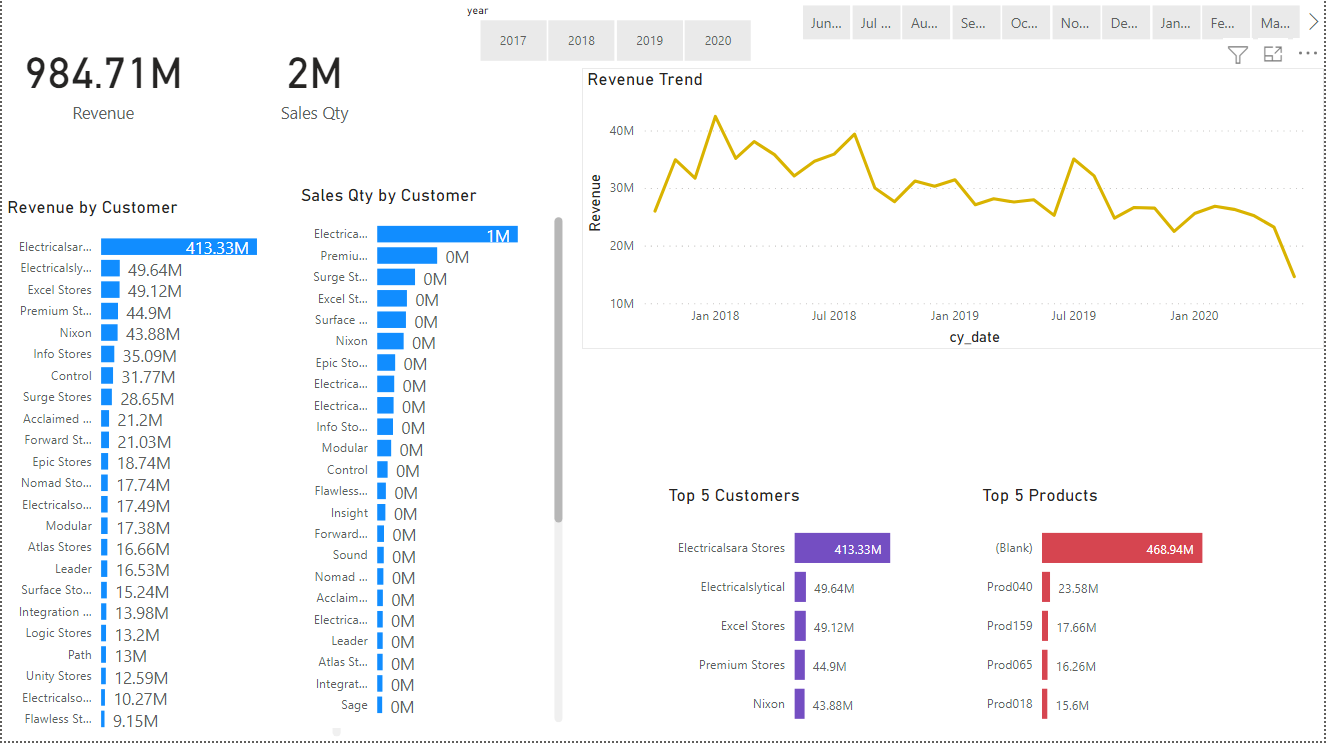 year
2017 2018 2019 2020
Jun... Jul ... Au... Se... Oc... No... De... Jan... Fe... Ma...
984.71M
Revenue
2M
Sales Qty
Revenue Trend
Revenue
40M
30M
20M
10M
Jan 2018 Jul 2018 Jan 2019 Jul 2019 Jan 2020
cy_date
Revenue by Customer
Electricalsar... 413.33M
Electricalsly... 49.64M
Excel Stores 49.12M
Premium St... 44.9M
Nixon 43.88M
Info Stores 35.09M
Control 31.77M
Surge Stores 28.65M
Acclaimed ... 21.2M
Forward St... 21.03M
Epic Stores 18.74M
Nomad Sto... 17.74M
Electricalso... 17.49M
Modular 17.38M
Atlas Stores 16.66M
Leader 16.53M
Surface Sto... 15.24M
Integration ... 13.98M
Logic Stores 13.2M
Path 13M
Unity Stores 12.59M
Electricalso... 10.27M
Flawless St... 9.15M
Sales Qty by Customer
Electrica... 1M
Premiu... 0M
Surge St... 0M
Excel St... 0M
Surface ... 0M
Nixon 0M
Epic Sto... 0M
Electrica... 0M
Electrica... 0M
Info Sto... 0M
Modular 0M
Control 0M
Flawless... 0M
Insight 0M
Forward... 0M
Sound 0M
Nomad ... 0M
Acclaim... 0M
Electrica... 0M
Leader 0M
Atlas St... 0M
Integrat... 0M
Sage 0M
Top 5 Customers
Electricalsara Stores 413.33M
Electricalslytical 49.64M
Excel Stores 49.12M
Premium Stores 44.9M
Nixon 43.88M
Top 5 Products
(Blank) 468.94M
Prod040 23.58M
Prod159 17.66M
Prod065 16.26M
Prod018 15.6M